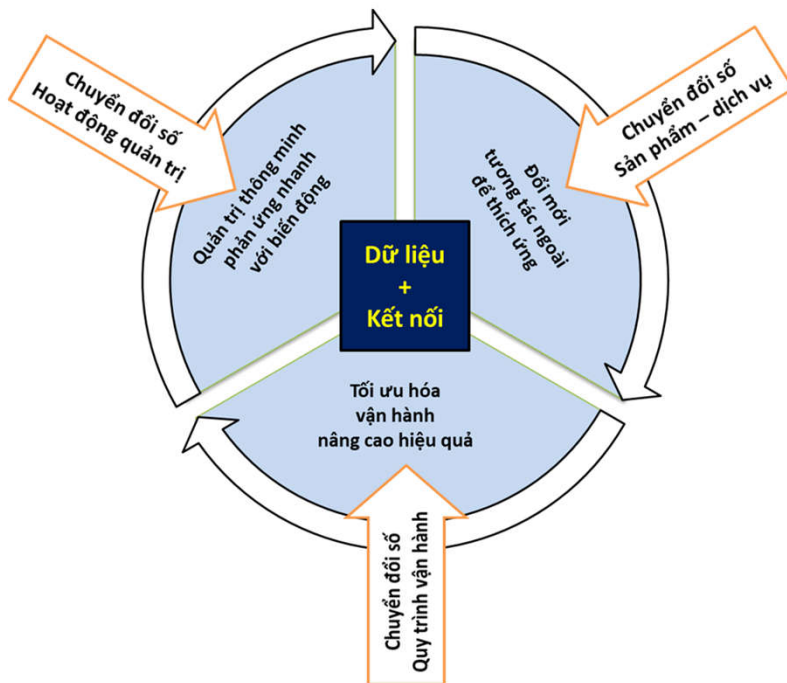 Chuyển đổi số
Hoạt động quản trị
Quản trị thông minh
phản ứng nhanh
với biến động
Chuyển đổi số
Sản phẩm – dịch vụ
Đổi mới
tương tác ngoài
để thích ứng
Dữ liệu
+
Kết nối
Tối ưu hóa
vận hành
nâng cao hiệu quả
Chuyển đổi số
Quy trình vận hành